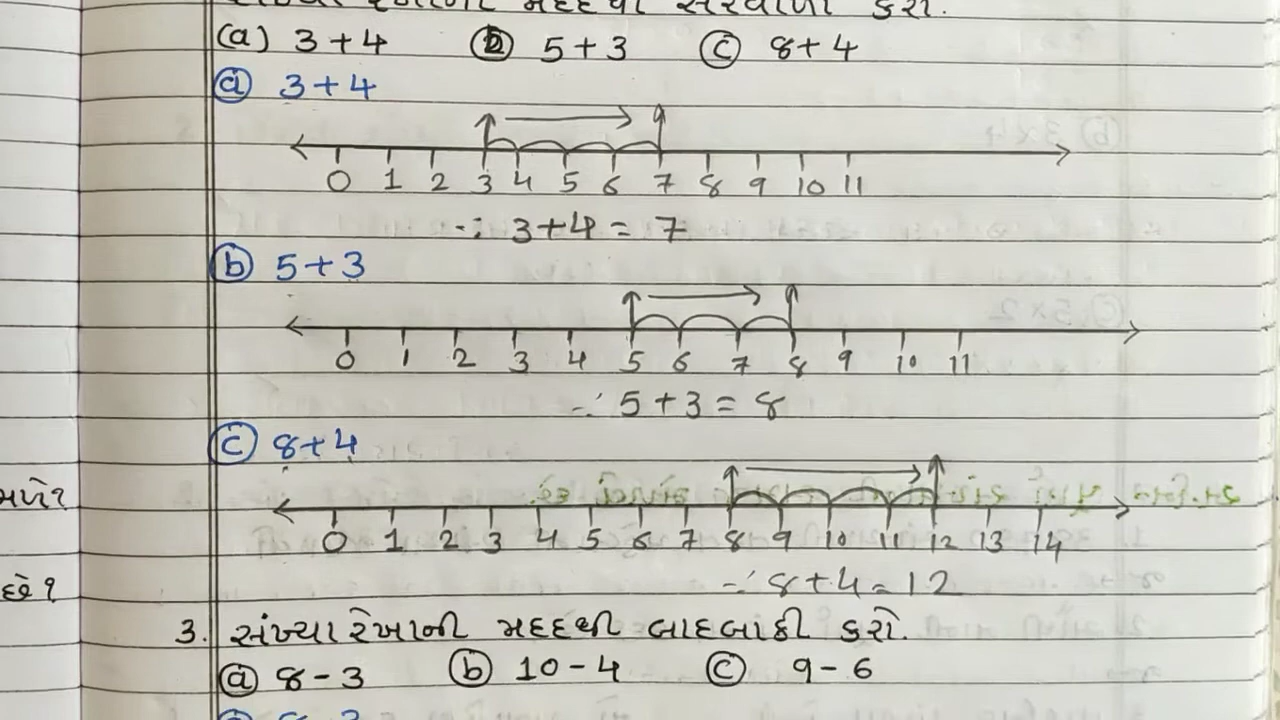 સંખ્યા રેખાની મદદથી સરવાળા કરો.
(a) 3+4 (b) 5+3 (c) 8+4
(a) 3+4
0 1 2 3 4 5 6 7 8 9 10 11
∴ 3+4 = 7
(b) 5+3
0 1 2 3 4 5 6 7 8 9 10 11
∴ 5+3 = 8
(c) 8+4
0 1 2 3 4 5 6 7 8 9 10 11 12 13 14
∴ 8+4 = 12
3. સંખ્યા રેખાની મદદથી બાદબાકી કરો.
(a) 8-3 (b) 10-4 (c) 9-6